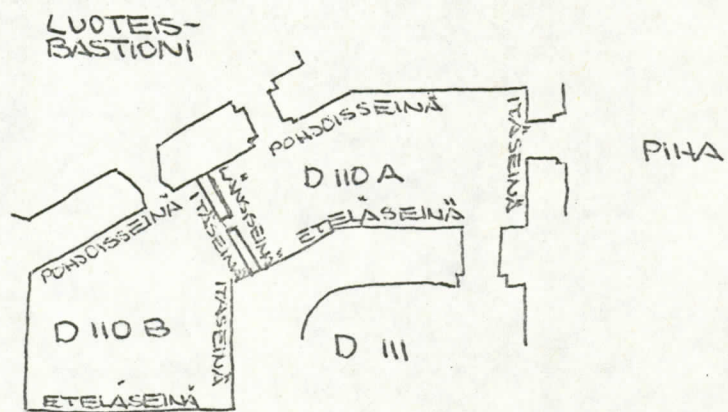 LUOTEIS-
BASTIONI
POHJOISSEINÄ
ITÄSEINÄ
PIHA
D 110 A
LÄNSISEINÄ
ETELÄSEINÄ
POHJOISSEINÄ
ITÄSEINÄ
ITÄSEINÄ
D 110 B
D 111
ETELÄSEINÄ